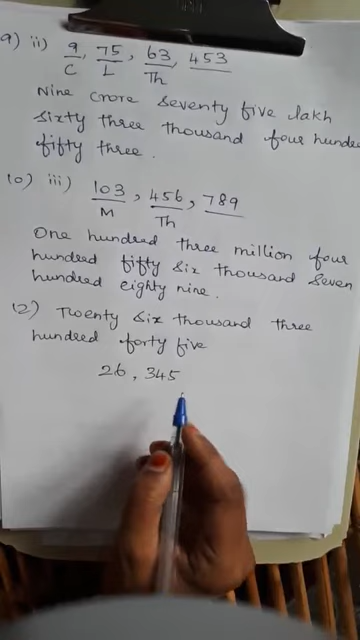 9) ii) 9, 75, 63, 453
C L Th
Nine crore seventy five lakh
sixty three thousand four hundred
fifty three.
10) iii) 103, 456, 789
M Th
One hundred three million four
hundred fifty six thousand seven
hundred eighty nine.
12) Twenty six thousand three
hundred forty five
26, 345